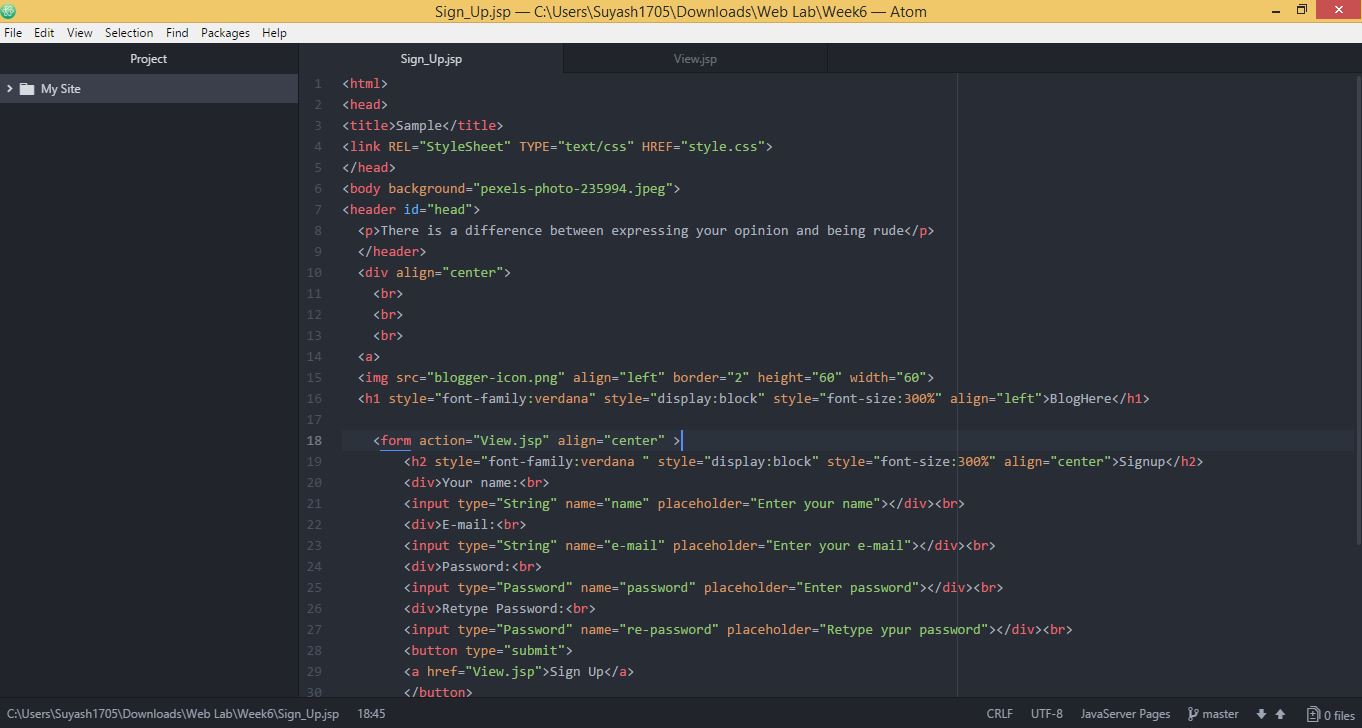 Sign_Up.jsp — C:\Users\Suyash1705\Downloads\Web Lab\Week6 — Atom
File Edit View Selection Find Packages Help
Project
Sign_Up.jsp
View.jsp
My Site
1 <html>
2 <head>
3 <title>Sample</title>
4 <link REL="StyleSheet" TYPE="text/css" HREF="style.css">
5 </head>
6 <body background="pexels-photo-235994.jpeg">
7 <header id="head">
8 <p>There is a difference between expressing your opinion and being rude</p>
9 </header>
10 <div align="center">
11 <br>
12 <br>
13 <br>
14 <a>
15 <img src="blogger-icon.png" align="left" border="2" height="60" width="60">
16 <h1 style="font-family:verdana" style="display:block" style="font-size:300%" align="left">BlogHere</h1>
17
18 <form action="View.jsp" align="center" >
19 <h2 style="font-family:verdana " style="display:block" style="font-size:300%" align="center">Signup</h2>
20 <div>Your name:<br>
21 <input type="String" name="name" placeholder="Enter your name"></div><br>
22 <div>E-mail:<br>
23 <input type="String" name="e-mail" placeholder="Enter your e-mail"></div><br>
24 <div>Password:<br>
25 <input type="Password" name="password" placeholder="Enter password"></div><br>
26 <div>Retype Password:<br>
27 <input type="Password" name="re-password" placeholder="Retype ypur password"></div><br>
28 <button type="submit">
29 <a href="View.jsp">Sign Up</a>
30 </button>
C:\Users\Suyash1705\Downloads\Web Lab\Week6\Sign_Up.jsp 18:45 CRLF UTF-8 JavaServer Pages master 0 files